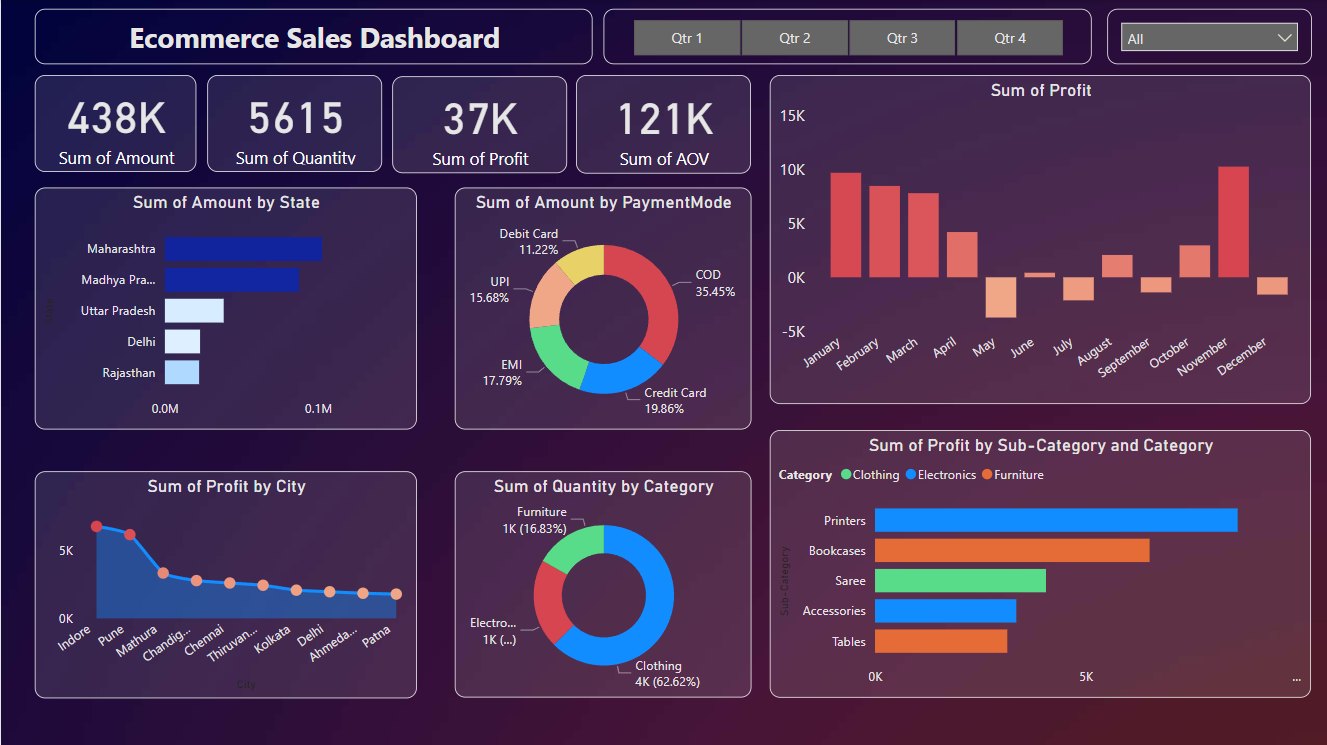 Ecommerce Sales Dashboard
Qtr 1
Qtr 2
Qtr 3
Qtr 4
All
438K
Sum of Amount
5615
Sum of Quantity
37K
Sum of Profit
121K
Sum of AOV
Sum of Profit
15K
10K
5K
0K
-5K
January
February
March
April
May
June
July
August
September
October
November
December
Sum of Amount by State
Maharashtra
Madhya Pra...
Uttar Pradesh
Delhi
Rajasthan
0.0M
0.1M
Sum of Amount by PaymentMode
Debit Card
11.22%
UPI
15.68%
EMI
17.79%
COD
35.45%
Credit Card
19.86%
Sum of Profit by City
5K
0K
Indore
Pune
Mathura
Chandig...
Chennai
Thiruvan...
Kolkata
Delhi
Ahmeda...
Patna
City
Sum of Quantity by Category
Furniture
1K (16.83%)
Electro...
1K (...)
Clothing
4K (62.62%)
Sum of Profit by Sub-Category and Category
Category
Clothing
Electronics
Furniture
Sub-Category
Printers
Bookcases
Saree
Accessories
Tables
0K
5K
...